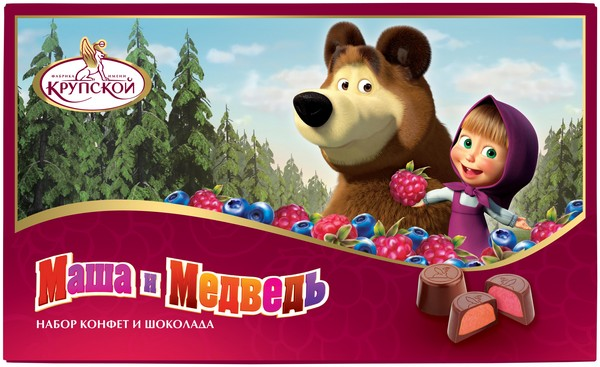 ФАБРИКА ИМЕНИ
КРУПСКОЙ
Маша и Медведь
НАБОР КОНФЕТ И ШОКОЛАДА